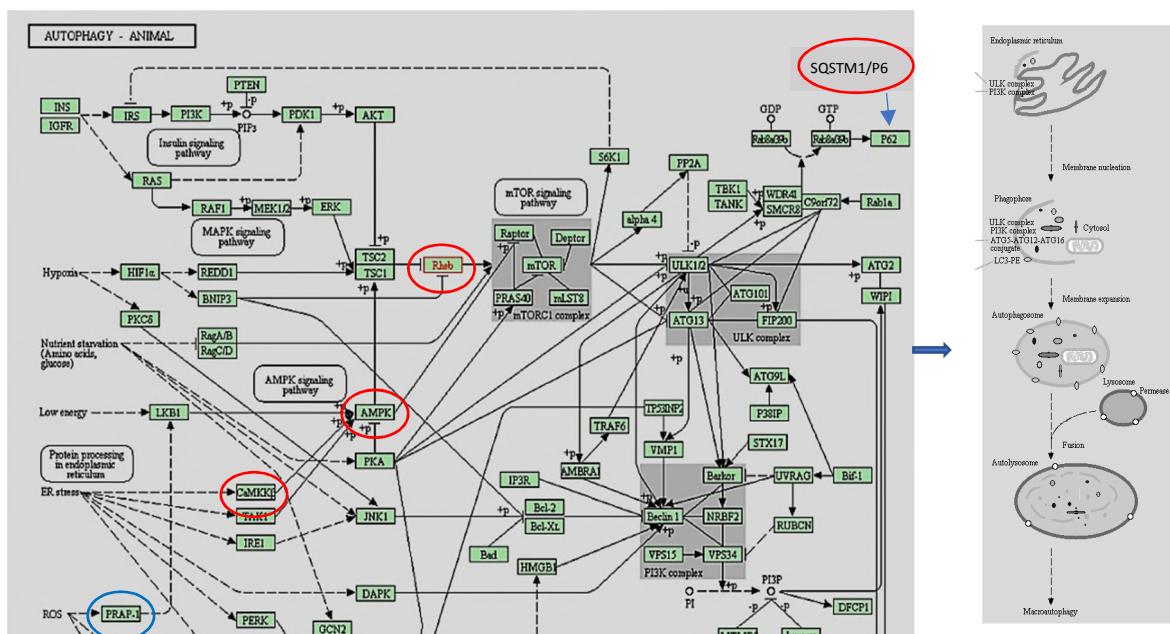 AUTOPHAGY - ANIMAL
SQSTM1/P6
INS
IGFR
IRS
PI3K
+p
PTEN
-p
PIP3
PDK1
+p
AKT
Insulin signaling
pathway
RAS
RAF1
+p
MEK1/2
+p
ERK
MAPK signaling
pathway
+p
+p
TSC2
TSC1
Rheb
Hypoxia
HIF1α
REDD1
BNIP3
PKCδ
Nutrient starvation
(Amino acids,
glucose)
RagA/B
RagC/D
+p
AMPK signaling
pathway
Low energy
LKB1
+p
+p
+p
AMPK
PKA
Protein processing
in endoplasmic
reticulum
ER stress
CaMKKβ
TAK1
IRE1
JNK1
DAPK
ROS
PRAP-1
PERK
GCN2
S6K1
mTOR signaling
pathway
Raptor
Deptor
mTOR
PRAS40
+p
mLST8
mTORC1 complex
+p
PP2A
alpha 4
-p
TBK1
TANK
+p
WDR41
SMCR8
C9orf72
Rab1a
GDP
GTP
Rab8a/39b
Rab8a/39b
P62
+p
ULK1/2
+p
+u
+p
ATG101
ATG13
FIP200
ULK complex
+p
ATG2
WIPI
+p
ATG9L
P38IP
TP53INP2
TRAF6
VMP1
STX17
AMBRA1
+p
IP3R
Barkor
UVRAG
Bif-1
+p
Bcl-2
Bcl-XL
Bad
+p
Beclin 1
+p
NRBF2
RUBCN
HMGB1
VPS15
VPS34
PI3K complex
+p
PI
PI3P
-p
-p
DFCP1
Endoplasmic reticulum
ULK complex
PI3K complex
Membrane nucleation
Phagophore
ULK complex
PI3K complex
ATG5-ATG12-ATG16
conjugate
LC3-PE
Cytosol
Membrane expansion
Autophagosome
Lysosome
Permease
Fusion
Autolysosome
Macroautophagy